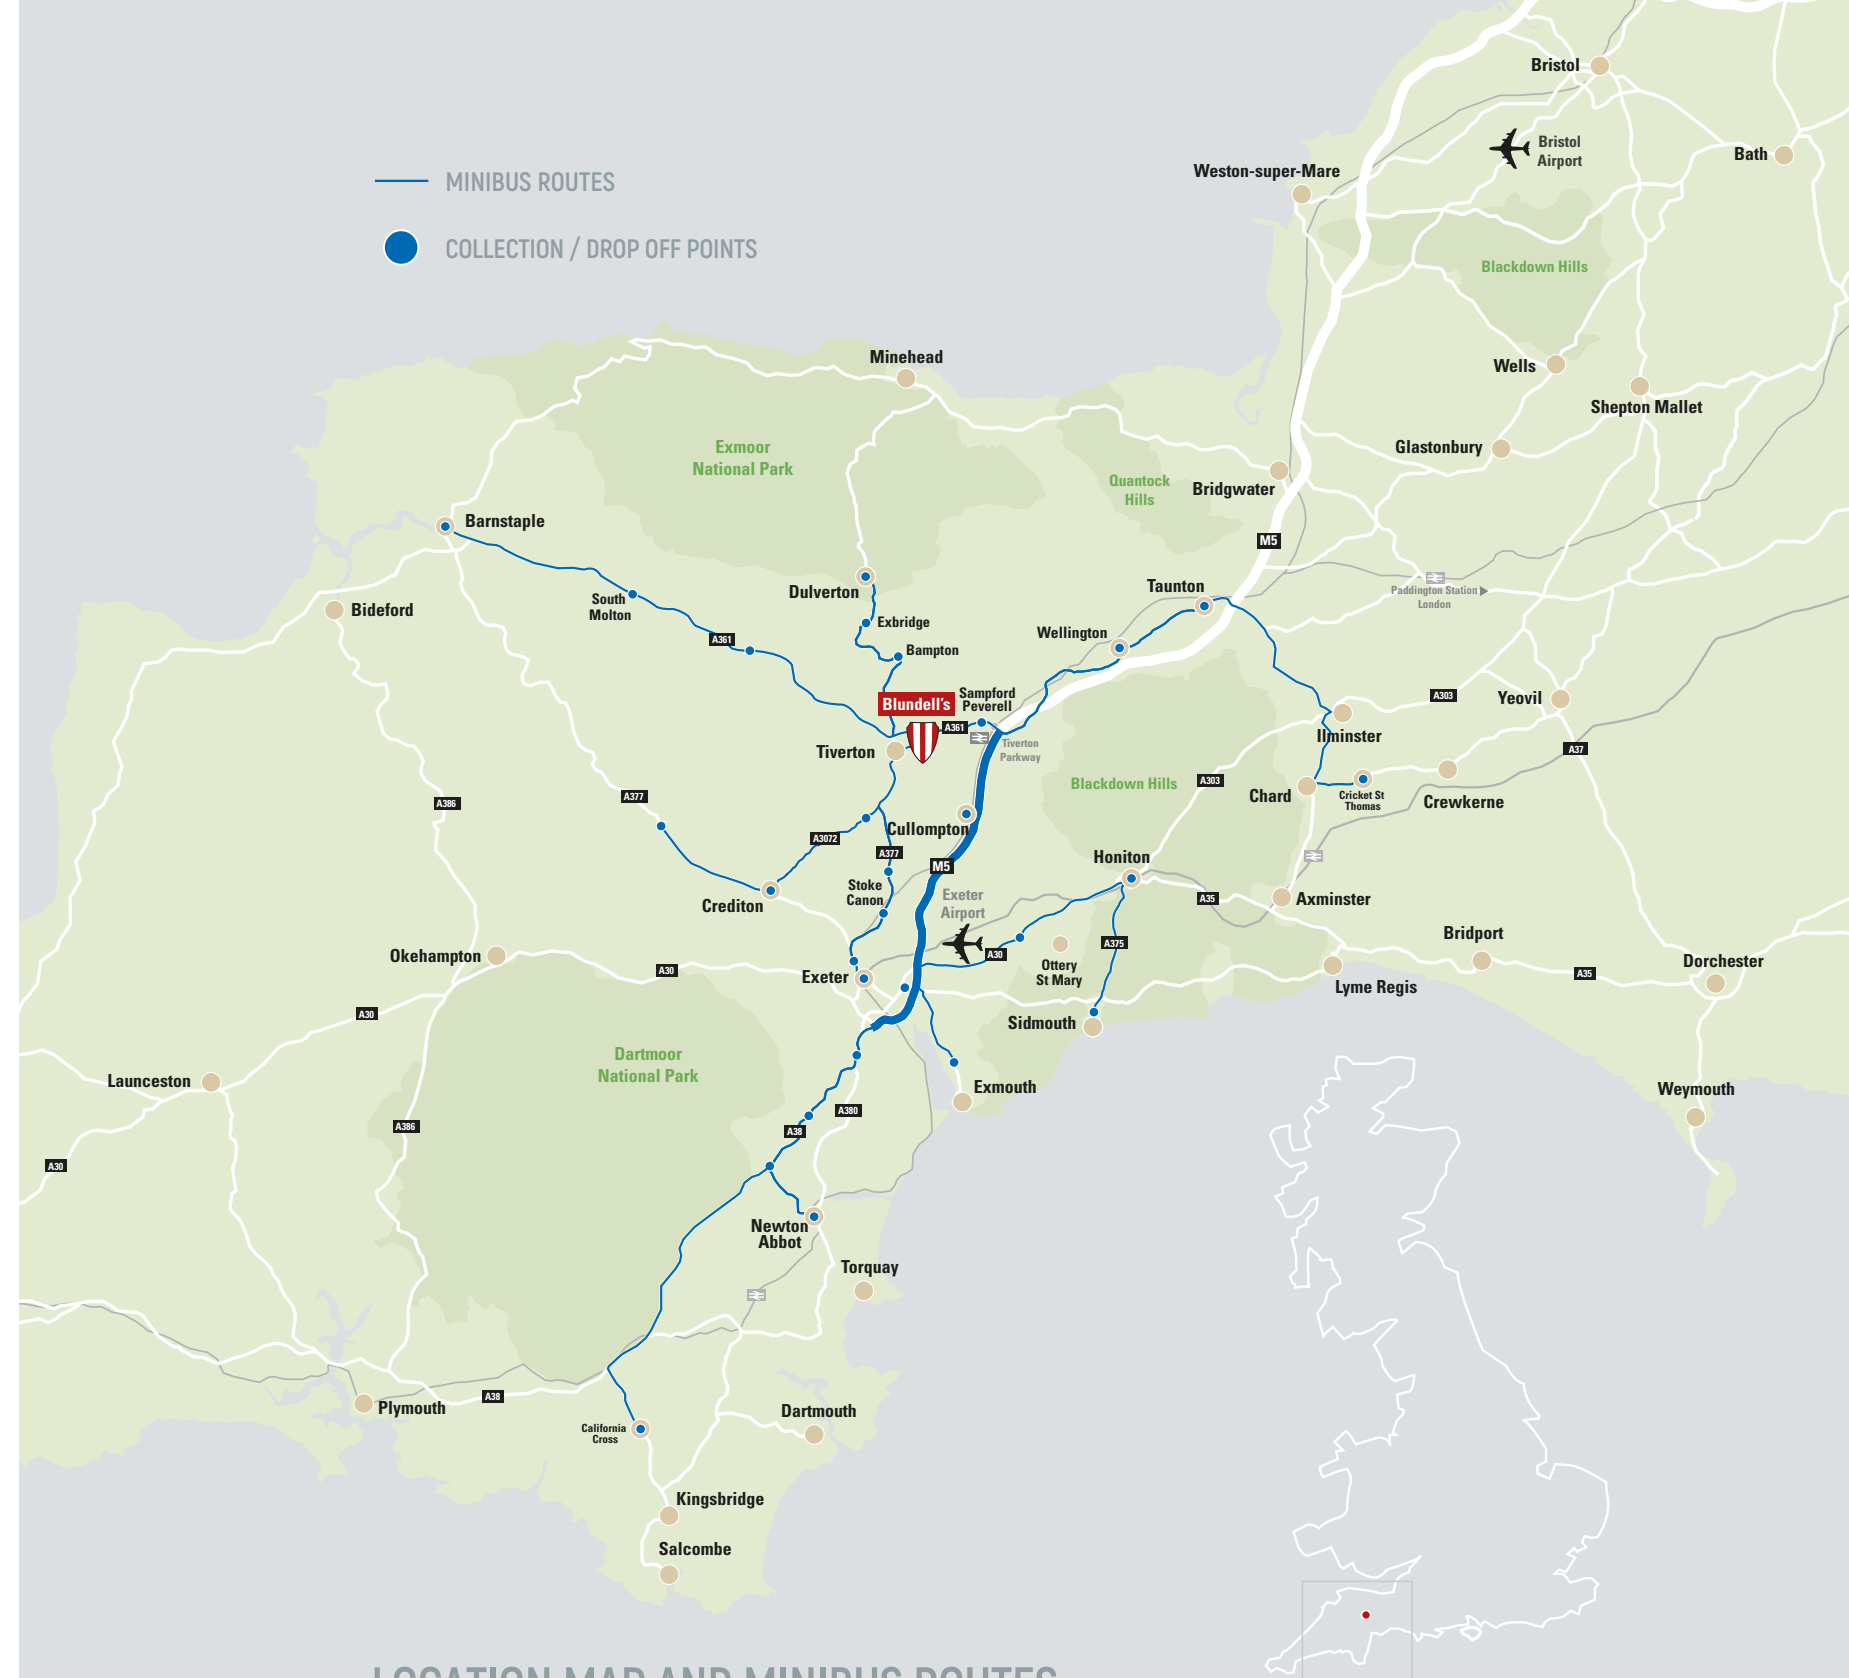 Bristol
Bristol
Airport
Bath
MINIBUS ROUTES
Weston-super-Mare
COLLECTION / DROP OFF POINTS
Blackdown Hills
Minehead
Wells
Shepton Mallet
Exmoor
National Park
Glastonbury
Quantock
Hills
Bridgwater
Barnstaple
M5
Dulverton
Taunton
Paddington Station
London
South
Molton
Bideford
Exbridge
Wellington
A361
Bampton
Blundell's
Sampford
Peverell
A303
Yeovil
A361
Tiverton
Tiverton
Parkway
Ilminster
A37
Blackdown Hills
A303
Chard
Cricket St
Thomas
Crewkerne
A386
A377
A3072
Cullompton
A377
M5
Honiton
Stoke
Canon
Crediton
Exeter
Airport
A35
Axminster
Okehampton
A30
Exeter
A30
Ottery
St Mary
A375
Bridport
A35
Dorchester
Lyme Regis
A30
Sidmouth
Dartmoor
National Park
Launceston
Exmouth
Weymouth
A380
A386
A38
A30
Newton
Abbot
Torquay
A38
Plymouth
California
Cross
Dartmouth
Kingsbridge
Salcombe
LOCATION MAP AND MINIBUS ROUTES